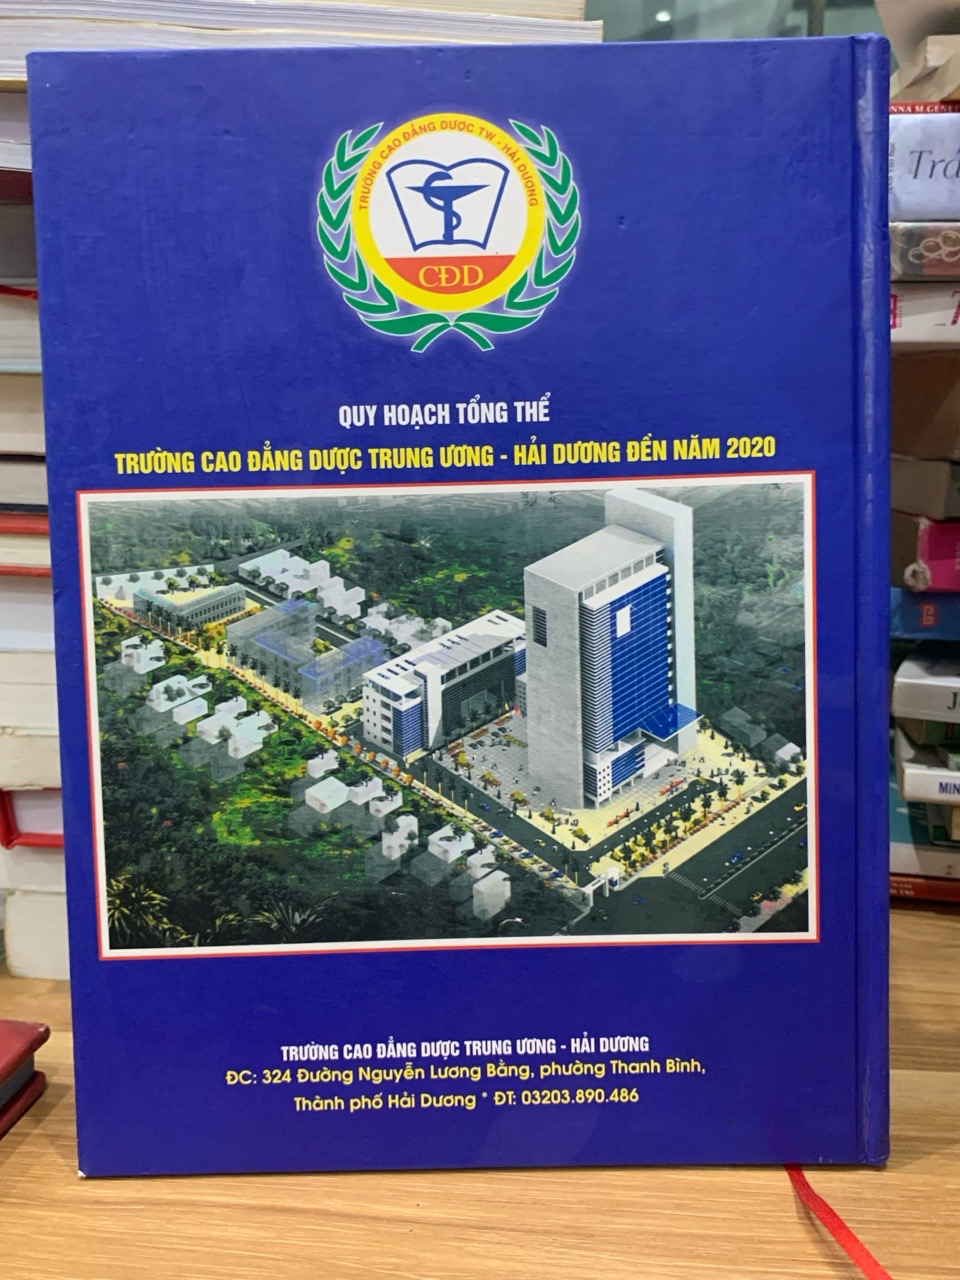 TRƯỜNG CAO ĐẲNG DƯỢC TW - HẢI DƯƠNG
CĐD
QUY HOẠCH TỔNG THỂ
TRƯỜNG CAO ĐẲNG DƯỢC TRUNG ƯƠNG - HẢI DƯƠNG ĐẾN NĂM 2020
TRƯỜNG CAO ĐẲNG DƯỢC TRUNG ƯƠNG - HẢI DƯƠNG
ĐC: 324 Đường Nguyễn Lương Bằng, phường Thanh Bình,
Thành phố Hải Dương * ĐT: 03203.890.486